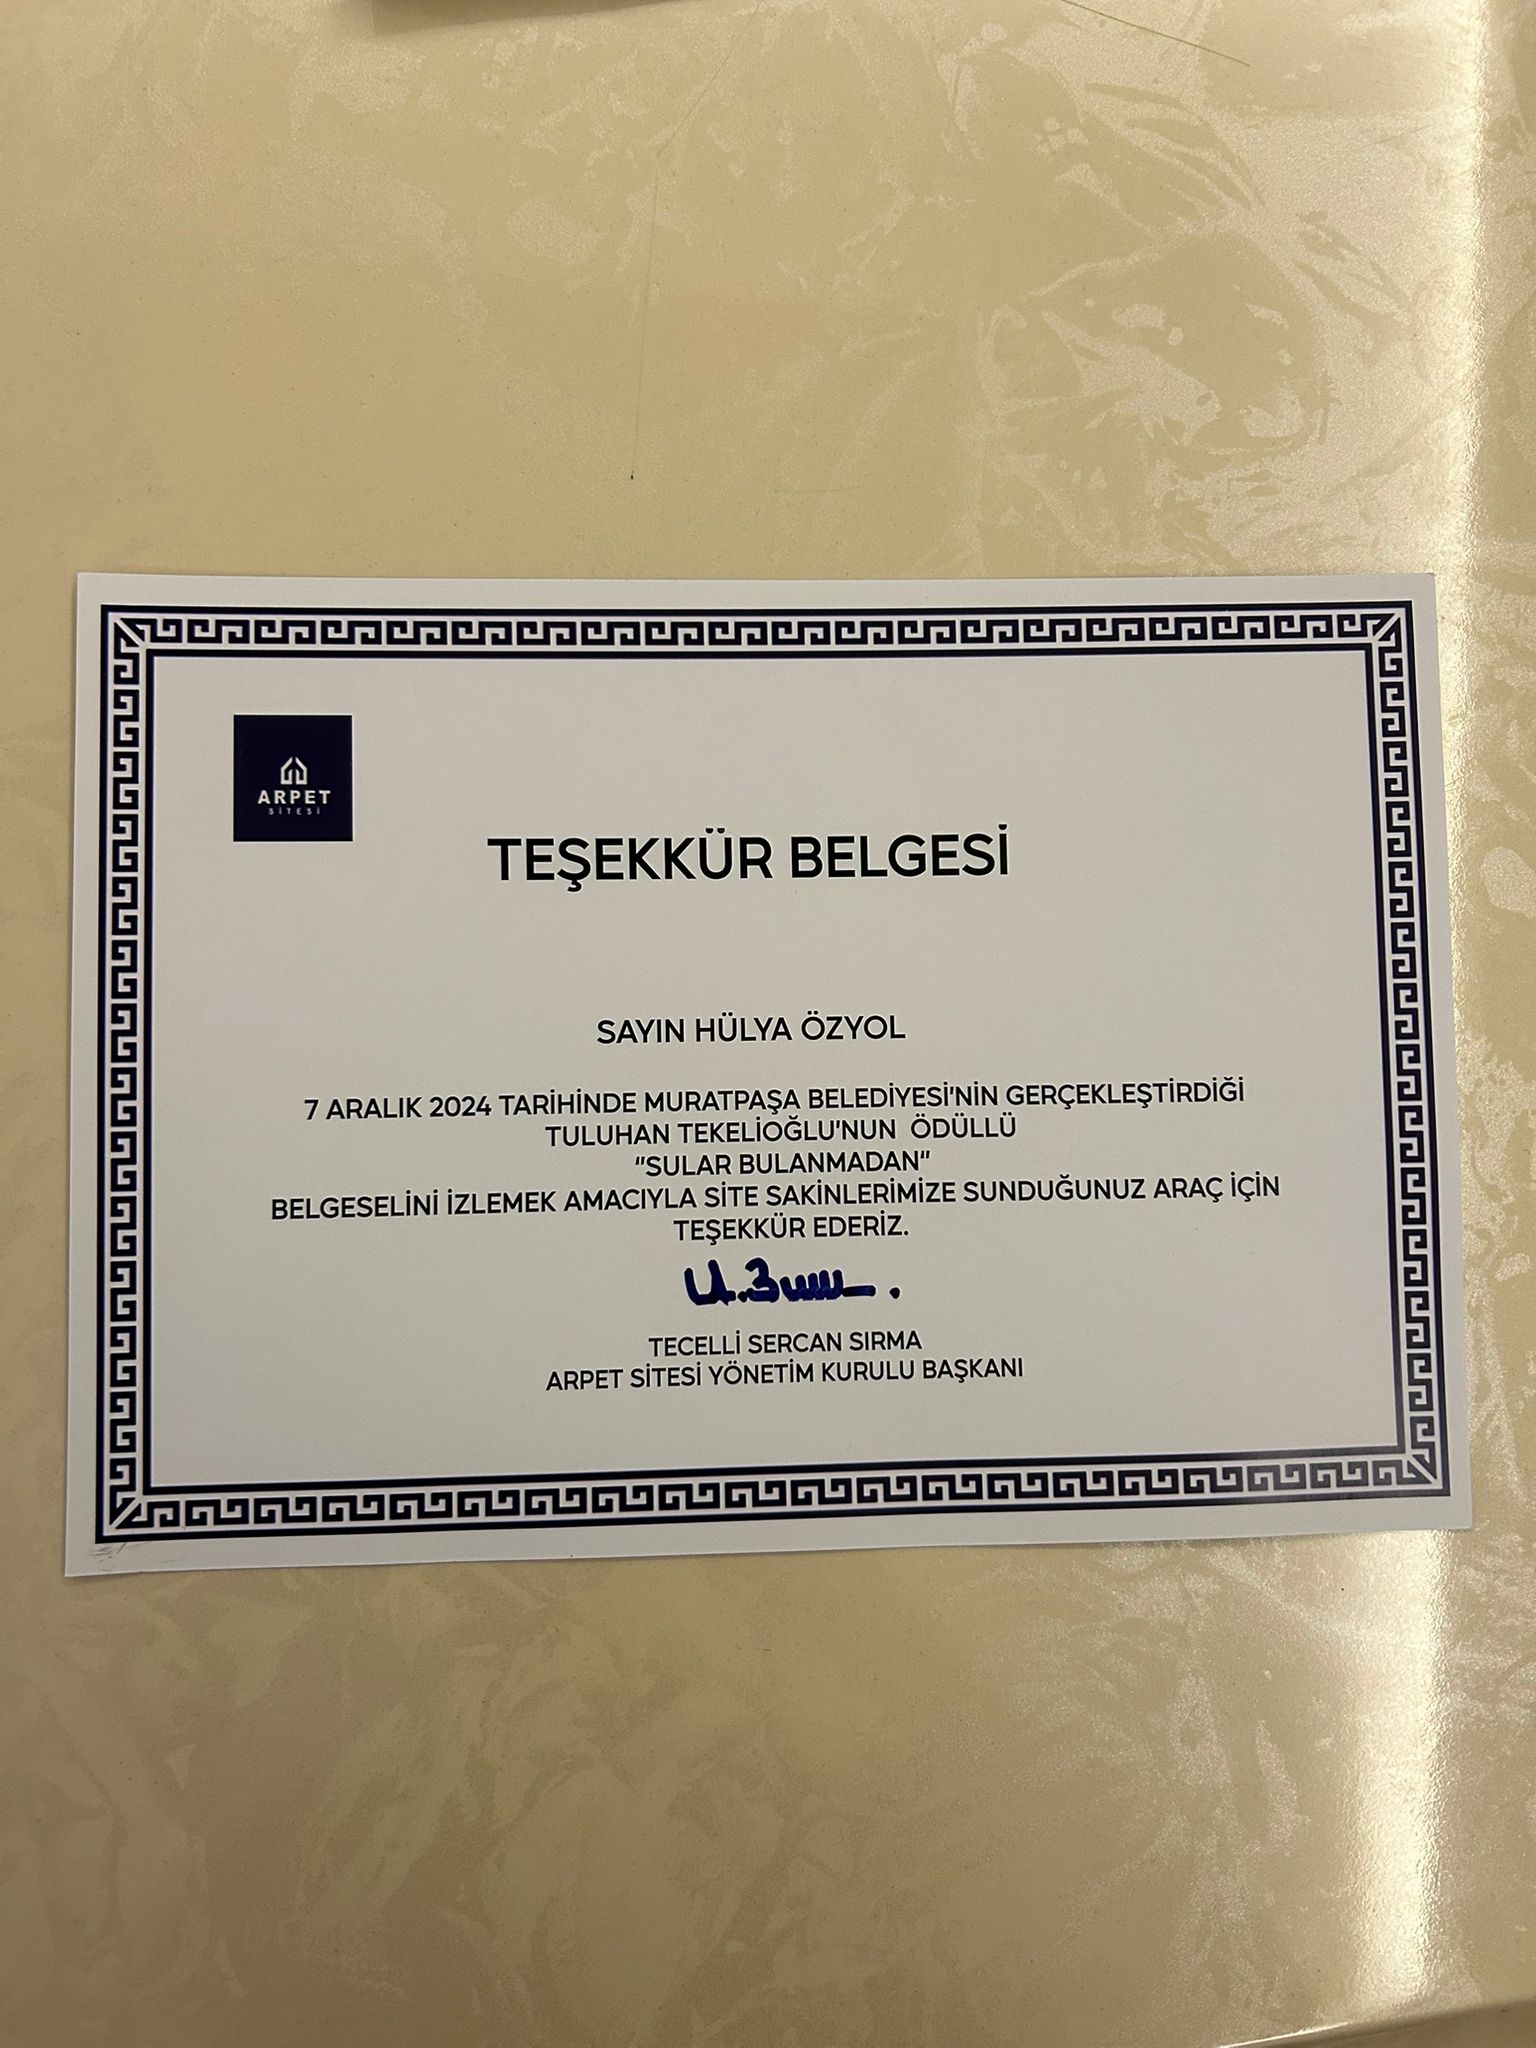 ARPET
SİTESİ
TEŞEKKÜR BELGESİ
SAYIN HÜLYA ÖZYOL
7 ARALIK 2024 TARİHİNDE MURATPAŞA BELEDİYESİ'NİN GERÇEKLEŞTİRDİĞİ
TULUHAN TEKELİOĞLU'NUN ÖDÜLLÜ
"SULAR BULANMADAN"
BELGESELİNİ İZLEMEK AMACIYLA SİTE SAKİNLERİMİZE SUNDUĞUNUZ ARAÇ İÇİN
TEŞEKKÜR EDERİZ.
TECELLİ SERCAN SIRMA
ARPET SİTESİ YÖNETİM KURULU BAŞKANI